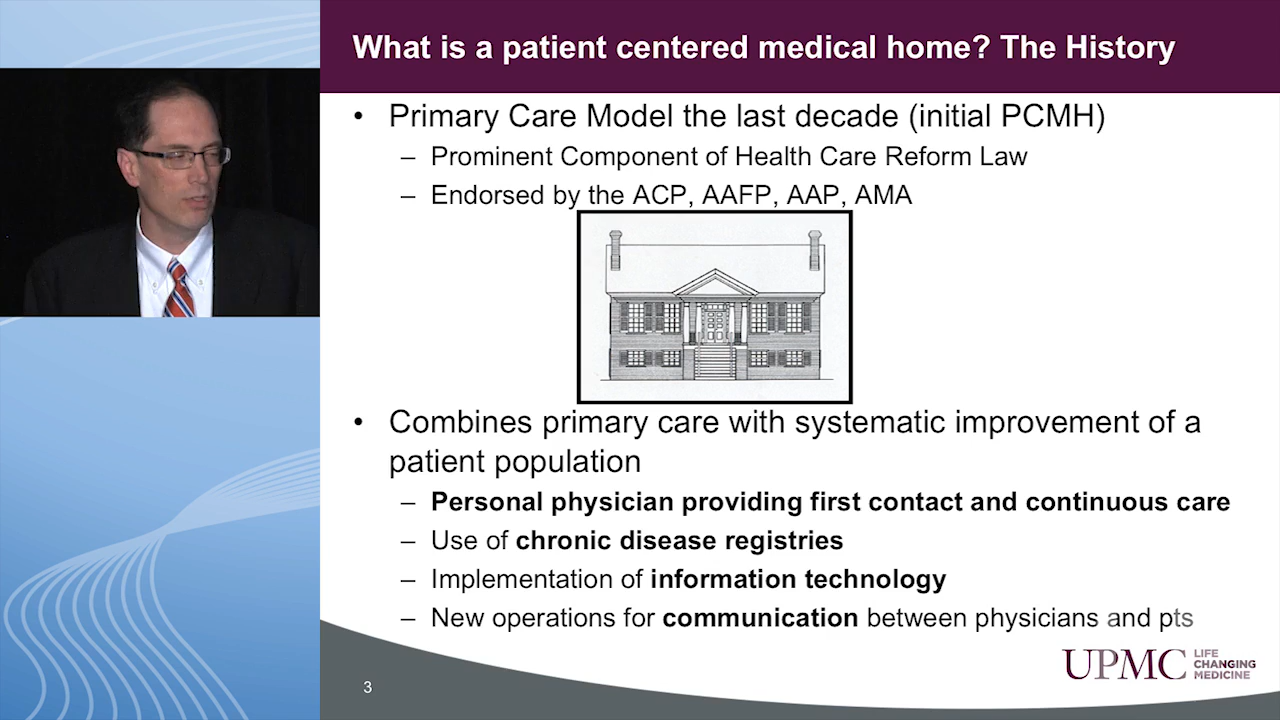 What is a patient centered medical home? The History
• Primary Care Model the last decade (initial PCMH)
– Prominent Component of Health Care Reform Law
– Endorsed by the ACP, AAFP, AAP, AMA
• Combines primary care with systematic improvement of a
patient population
– Personal physician providing first contact and continuous care
– Use of chronic disease registries
– Implementation of information technology
– New operations for communication between physicians and pts
UPMC LIFE
CHANGING
MEDICINE
3